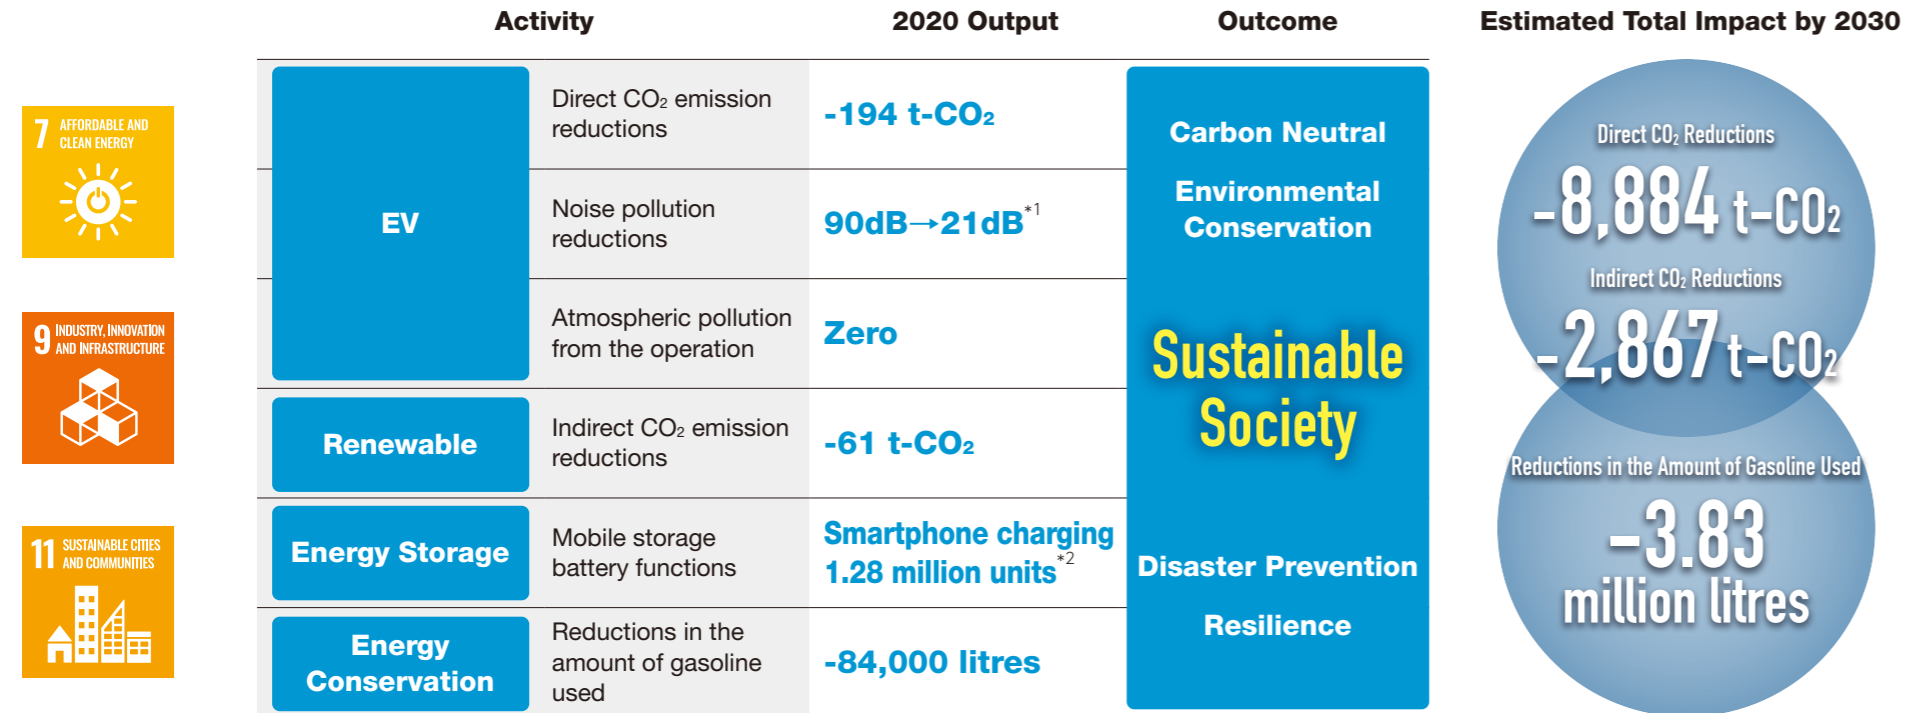 Activity
2020 Output
Outcome
Estimated Total Impact by 2030
7 AFFORDABLE AND
CLEAN ENERGY
9 INDUSTRY, INNOVATION
AND INFRASTRUCTURE
11 SUSTAINABLE CITIES
AND COMMUNITIES
EV
Direct CO₂ emission
reductions
-194 t-CO₂
Noise pollution
reductions
90dB→21dB*1
Atmospheric pollution
from the operation
Zero
Renewable
Indirect CO₂ emission
reductions
-61 t-CO₂
Energy Storage
Mobile storage
battery functions
Smartphone charging
1.28 million units*2
Energy
Conservation
Reductions in the
amount of gasoline
used
-84,000 litres
Carbon Neutral
Environmental
Conservation
Sustainable
Society
Disaster Prevention
Resilience
Direct CO₂ Reductions
-8,884 t-CO₂
Indirect CO₂ Reductions
-2,867 t-CO₂
Reductions in the Amount of Gasoline Used
-3.83
million litres